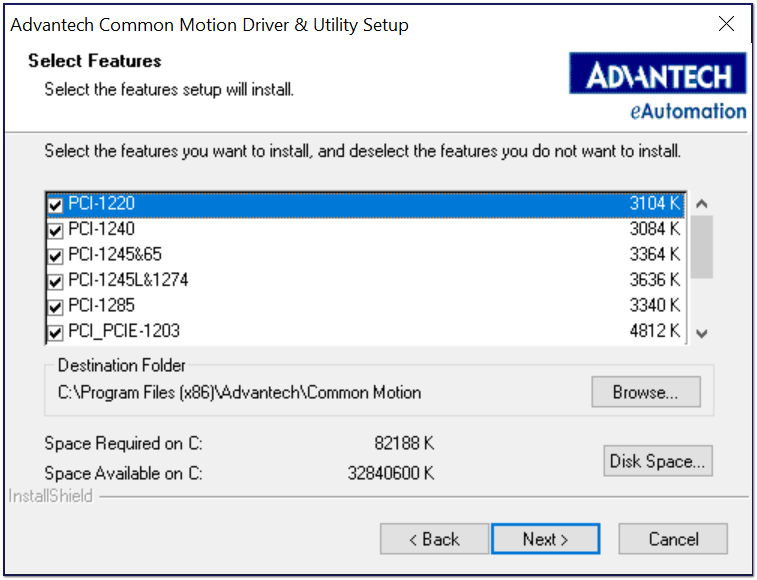 Advantech Common Motion Driver & Utility Setup
Select Features
Select the features setup will install.
ADVANTECH
eAutomation
Select the features you want to install, and deselect the features you do not want to install.
PCI-1220 3104 K
PCI-1240 3084 K
PCI-1245&65 3364 K
PCI-1245L&1274 3636 K
PCI-1285 3340 K
PCI_PCIE-1203 4812 K
Destination Folder
C:\Program Files (x86)\Advantech\Common Motion Browse...
Space Required on C: 82188 K
Space Available on C: 32840600 K
Disk Space...
InstallShield
< Back Next > Cancel